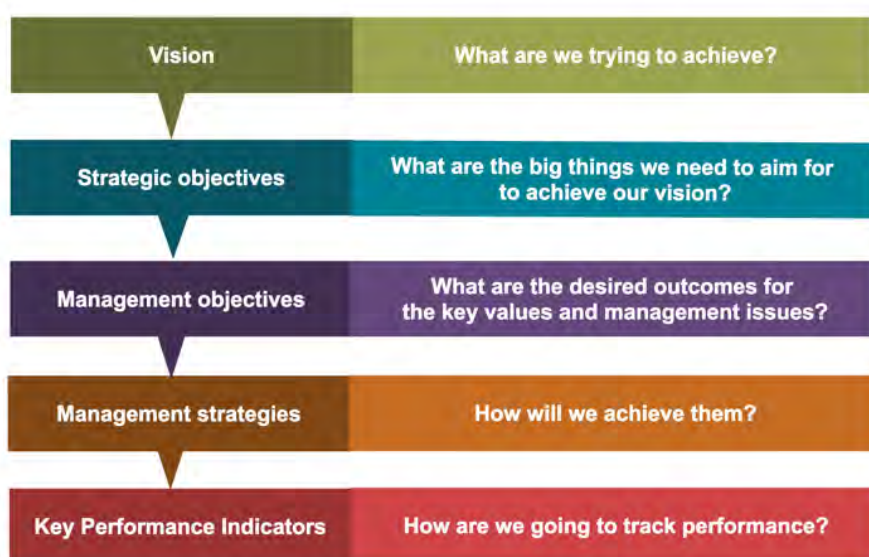 Vision
What are we trying to achieve?
Strategic objectives
What are the big things we need to aim for
to achieve our vision?
Management objectives
What are the desired outcomes for
the key values and management issues?
Management strategies
How will we achieve them?
Key Performance Indicators
How are we going to track performance?